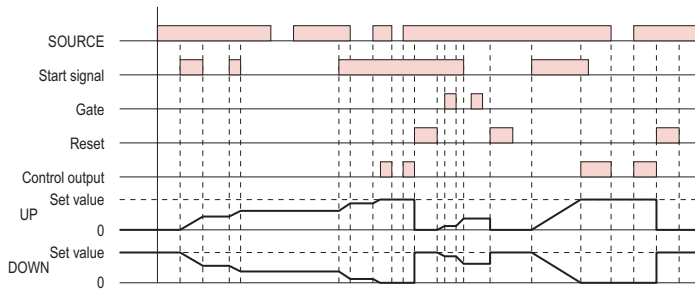 SOURCE
Start signal
Gate
Reset
Control output
Set value
UP
0
Set value
DOWN
0